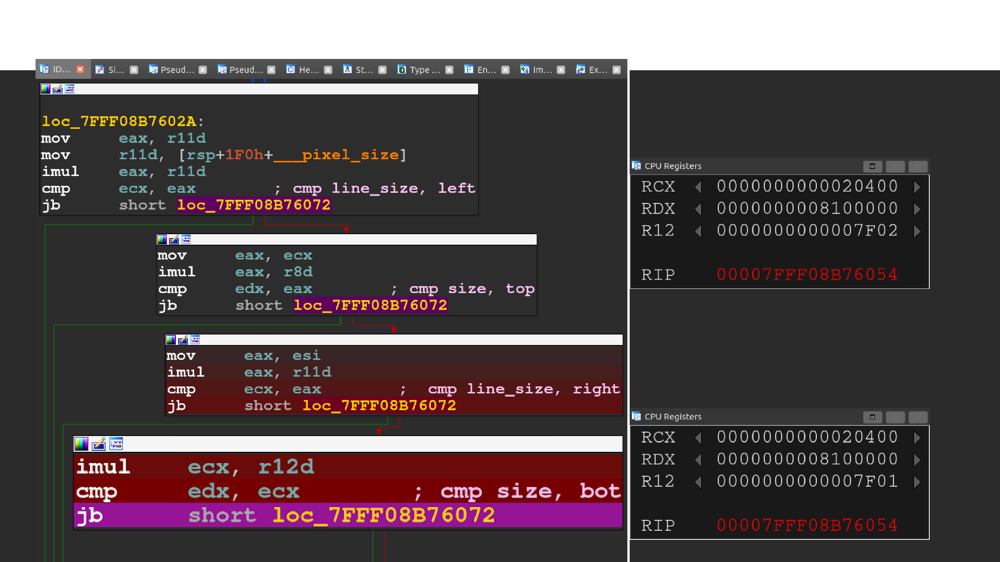 ID... Si... Pseud... Pseud... He... St... Type ... En... Im... Ex...
loc_7FFF08B7602A:
mov eax, r11d
mov r11d, [rsp+1F0h+___pixel_size]
imul eax, r11d
cmp ecx, eax ; cmp line_size, left
jb short loc_7FFF08B76072
mov eax, ecx
imul eax, r8d
cmp edx, eax ; cmp size, top
jb short loc_7FFF08B76072
mov eax, esi
imul eax, r11d
cmp ecx, eax ; cmp line_size, right
jb short loc_7FFF08B76072
imul ecx, r12d
cmp edx, ecx ; cmp size, bot
jb short loc_7FFF08B76072
CPU Registers
RCX 0000000000020400
RDX 0000000008100000
R12 0000000000007F02
RIP 00007FFF08B76054
CPU Registers
RCX 0000000000020400
RDX 0000000008100000
R12 0000000000007F01
RIP 00007FFF08B76054